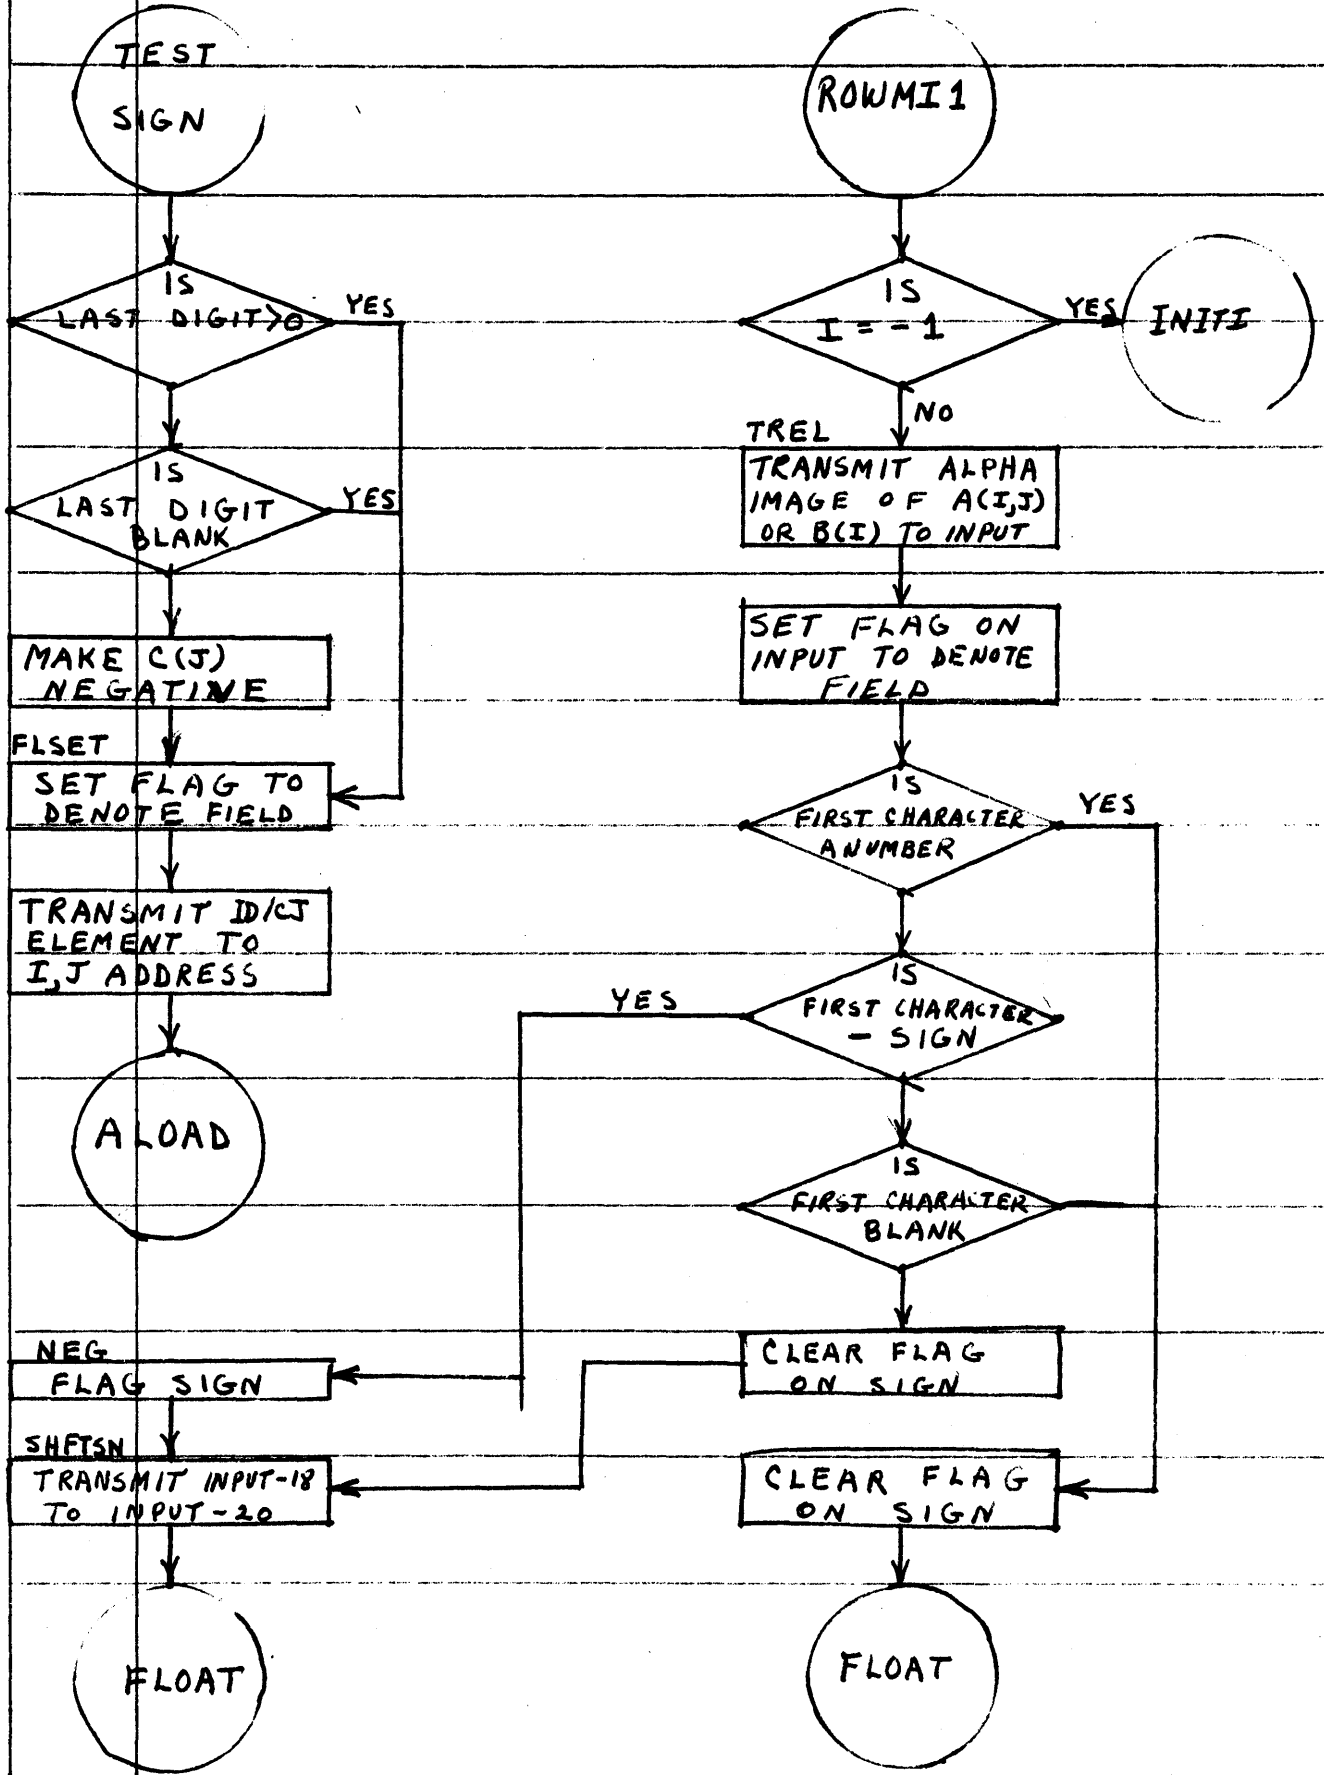 TEST
SIGN
IS
LAST DIGIT>0
YES
IS
LAST DIGIT
BLANK
YES
MAKE C(J)
NEGATIVE
FLSET
SET FLAG TO
DENOTE FIELD
TRANSMIT ID/CJ
ELEMENT TO
I,J ADDRESS
ALOAD
NEG
FLAG SIGN
SHFTSN
TRANSMIT INPUT-18
TO INPUT-20
FLOAT
ROWMI1
IS
I = -1
YES
INITI
NO
TREL
TRANSMIT ALPHA
IMAGE OF A(I,J)
OR B(I) TO INPUT
SET FLAG ON
INPUT TO DENOTE
FIELD
IS
FIRST CHARACTER
A NUMBER
YES
IS
FIRST CHARACTER
- SIGN
YES
IS
FIRST CHARACTER
BLANK
CLEAR FLAG
ON SIGN
CLEAR FLAG
ON SIGN
FLOAT